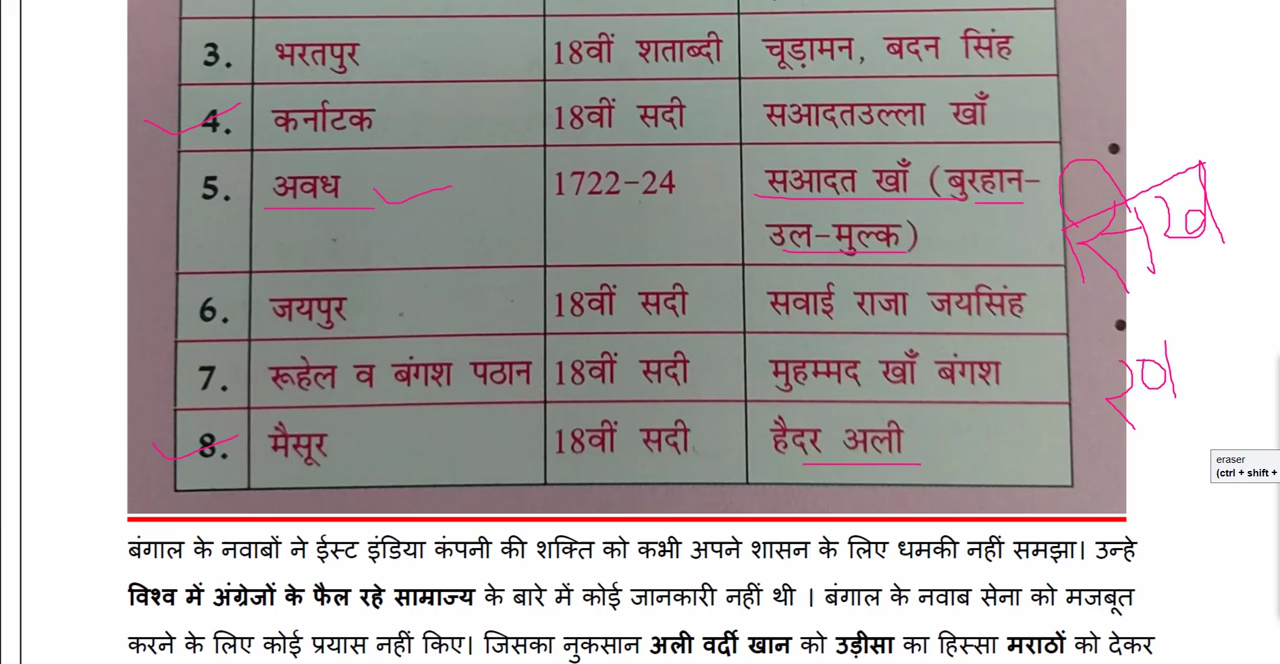 3. भरतपुर 18वीं शताब्दी चूड़ामन, बदन सिंह
4. कर्नाटक 18वीं सदी सआदतउल्ला खाँ
5. अवध 1722-24 सआदत खाँ (बुरहान-
उल-मुल्क)
6. जयपुर 18वीं सदी सवाई राजा जयसिंह
7. रूहेल व बंगश पठान 18वीं सदी मुहम्मद खाँ बंगश
8. मैसूर 18वीं सदी हैदर अली
eraser
(ctrl + shift +
बंगाल के नवाबों ने ईस्ट इंडिया कंपनी की शक्ति को कभी अपने शासन के लिए धमकी नहीं समझा। उन्हे
विश्व में अंग्रेजों के फैल रहे साम्राज्य के बारे में कोई जानकारी नहीं थी । बंगाल के नवाब सेना को मजबूत
करने के लिए कोई प्रयास नहीं किए। जिसका नुकसान अली वर्दी खान को उड़ीसा का हिस्सा मराठों को देकर